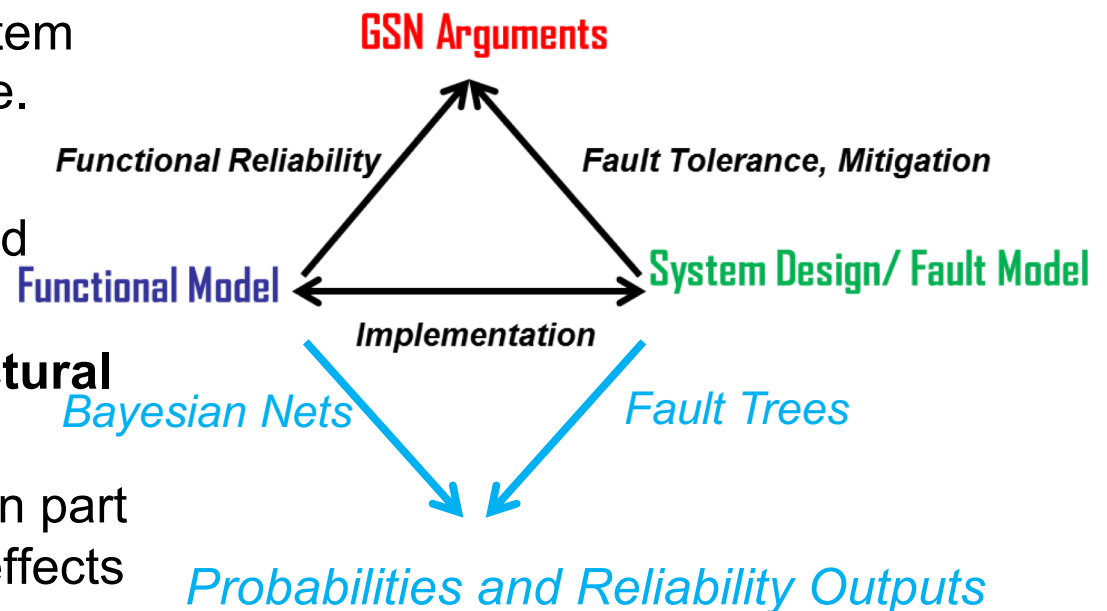 tem
e.
d
ctural
n part
effects
GSN Arguments
Functional Reliability
Fault Tolerance, Mitigation
Functional Model
System Design/ Fault Model
Implementation
Bayesian Nets
Fault Trees
Probabilities and Reliability Outputs